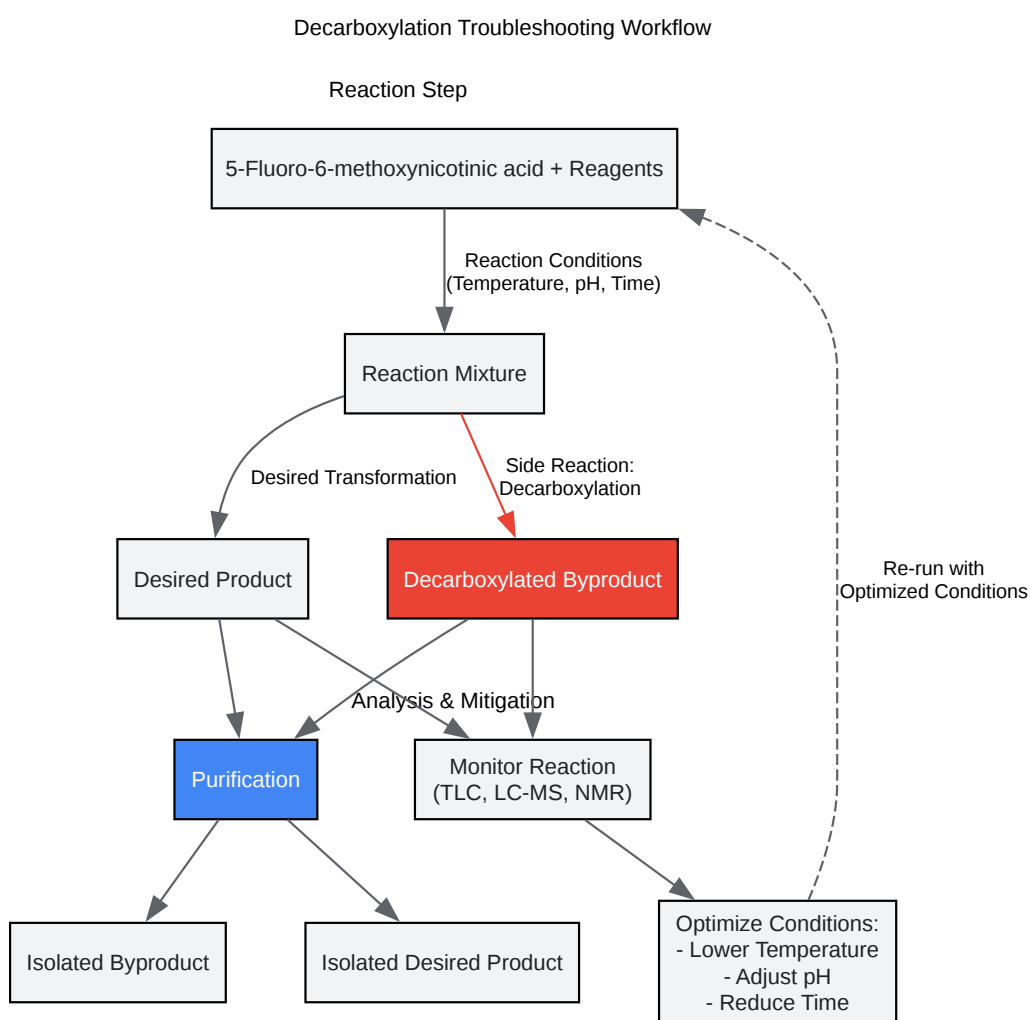 Decarboxylation Troubleshooting Workflow
Reaction Step
5-Fluoro-6-methoxynicotinic acid + Reagents
Reaction Conditions
(Temperature, pH, Time)
Reaction Mixture
Desired Transformation
Side Reaction:
Decarboxylation
Desired Product
Decarboxylated Byproduct
Re-run with
Optimized Conditions
Analysis & Mitigation
Purification
Monitor Reaction
(TLC, LC-MS, NMR)
Isolated Byproduct
Isolated Desired Product
Optimize Conditions:
- Lower Temperature
- Adjust pH
- Reduce Time